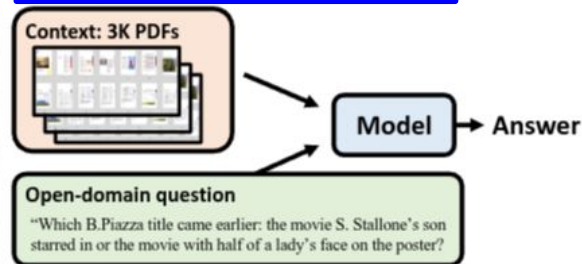 Context: 3K PDFs
Model
Answer
Open-domain question
“Which B.Piazza title came earlier: the movie S. Stallone’s son
starred in or the movie with half of a lady’s face on the poster?